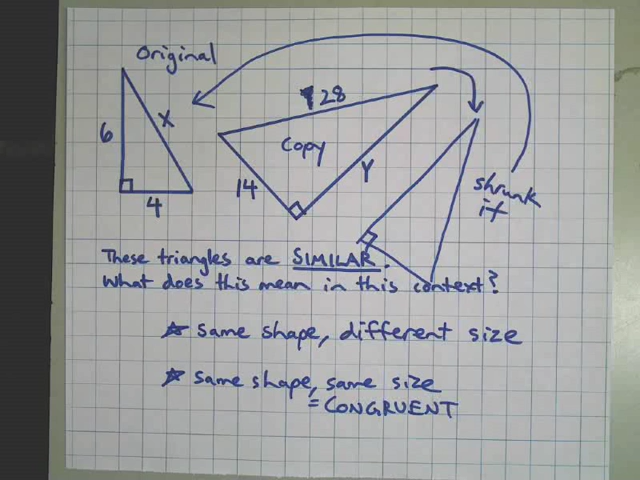 Original
6
X
4
28
Copy
14
Y
shrunk
it
These triangles are SIMILAR.
What does this mean in this context?
☆ same shape, different size
☆ same shape, same size
= CONGRUENT